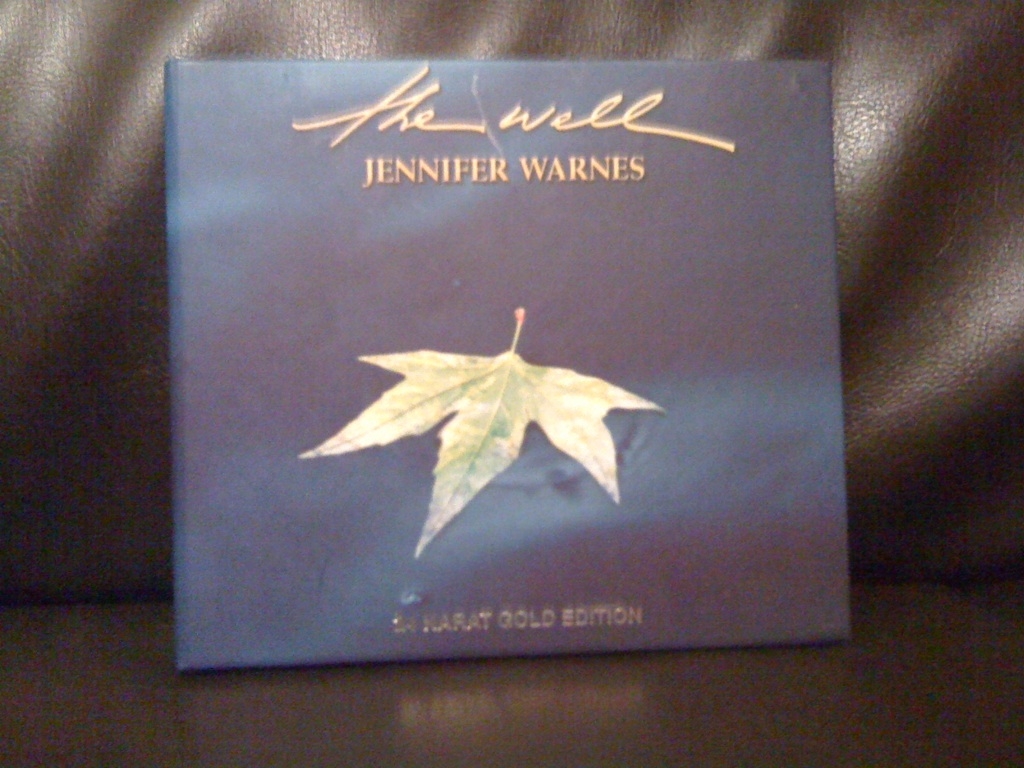 the well
JENNIFER WARNES
24 KARAT GOLD EDITION